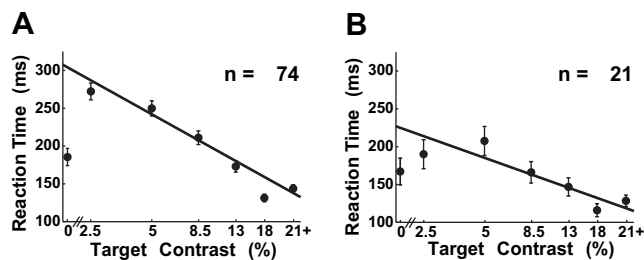 A
B
n = 74
n = 21
Reaction Time (ms)
300
250
200
150
100
0 // 2.5 5 8.5 13 18 21+
Target Contrast (%)
Reaction Time (ms)
300
250
200
150
100
0 // 2.5 5 8.5 13 18 21+
Target Contrast (%)